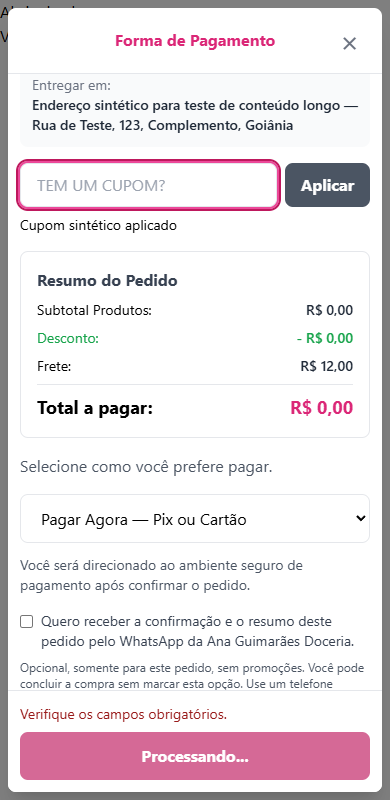 Forma de Pagamento ×
Entregar em:
Endereço sintético para teste de conteúdo longo —
Rua de Teste, 123, Complemento, Goiânia
TEM UM CUPOM? Aplicar
Cupom sintético aplicado
Resumo do Pedido
Subtotal Produtos: R$ 0,00
Desconto: - R$ 0,00
Frete: R$ 12,00
Total a pagar: R$ 0,00
Selecione como você prefere pagar.
Pagar Agora — Pix ou Cartão
Você será direcionado ao ambiente seguro de
pagamento após confirmar o pedido.
Quero receber a confirmação e o resumo deste
pedido pelo WhatsApp da Ana Guimarães Doceria.
Opcional, somente para este pedido, sem promoções. Você pode
concluir a compra sem marcar esta opção. Use um telefone
Verifique os campos obrigatórios.
Processando...